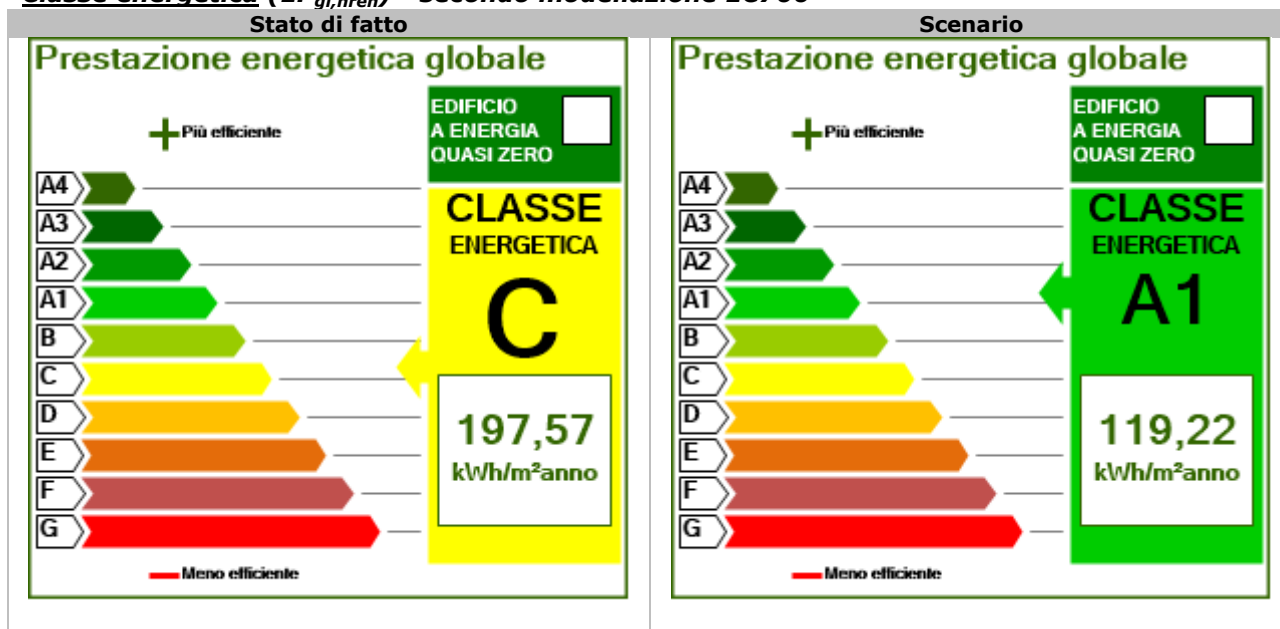 Stato di fatto
Scenario
Prestazione energetica globale
EDIFICIO
A ENERGIA
QUASI ZERO
Più efficiente
A4
A3
A2
A1
B
C
D
E
F
G
CLASSE
ENERGETICA
C
197,57
kWh/m²anno
Meno efficiente
Prestazione energetica globale
EDIFICIO
A ENERGIA
QUASI ZERO
Più efficiente
A4
A3
A2
A1
B
C
D
E
F
G
CLASSE
ENERGETICA
A1
119,22
kWh/m²anno
Meno efficiente